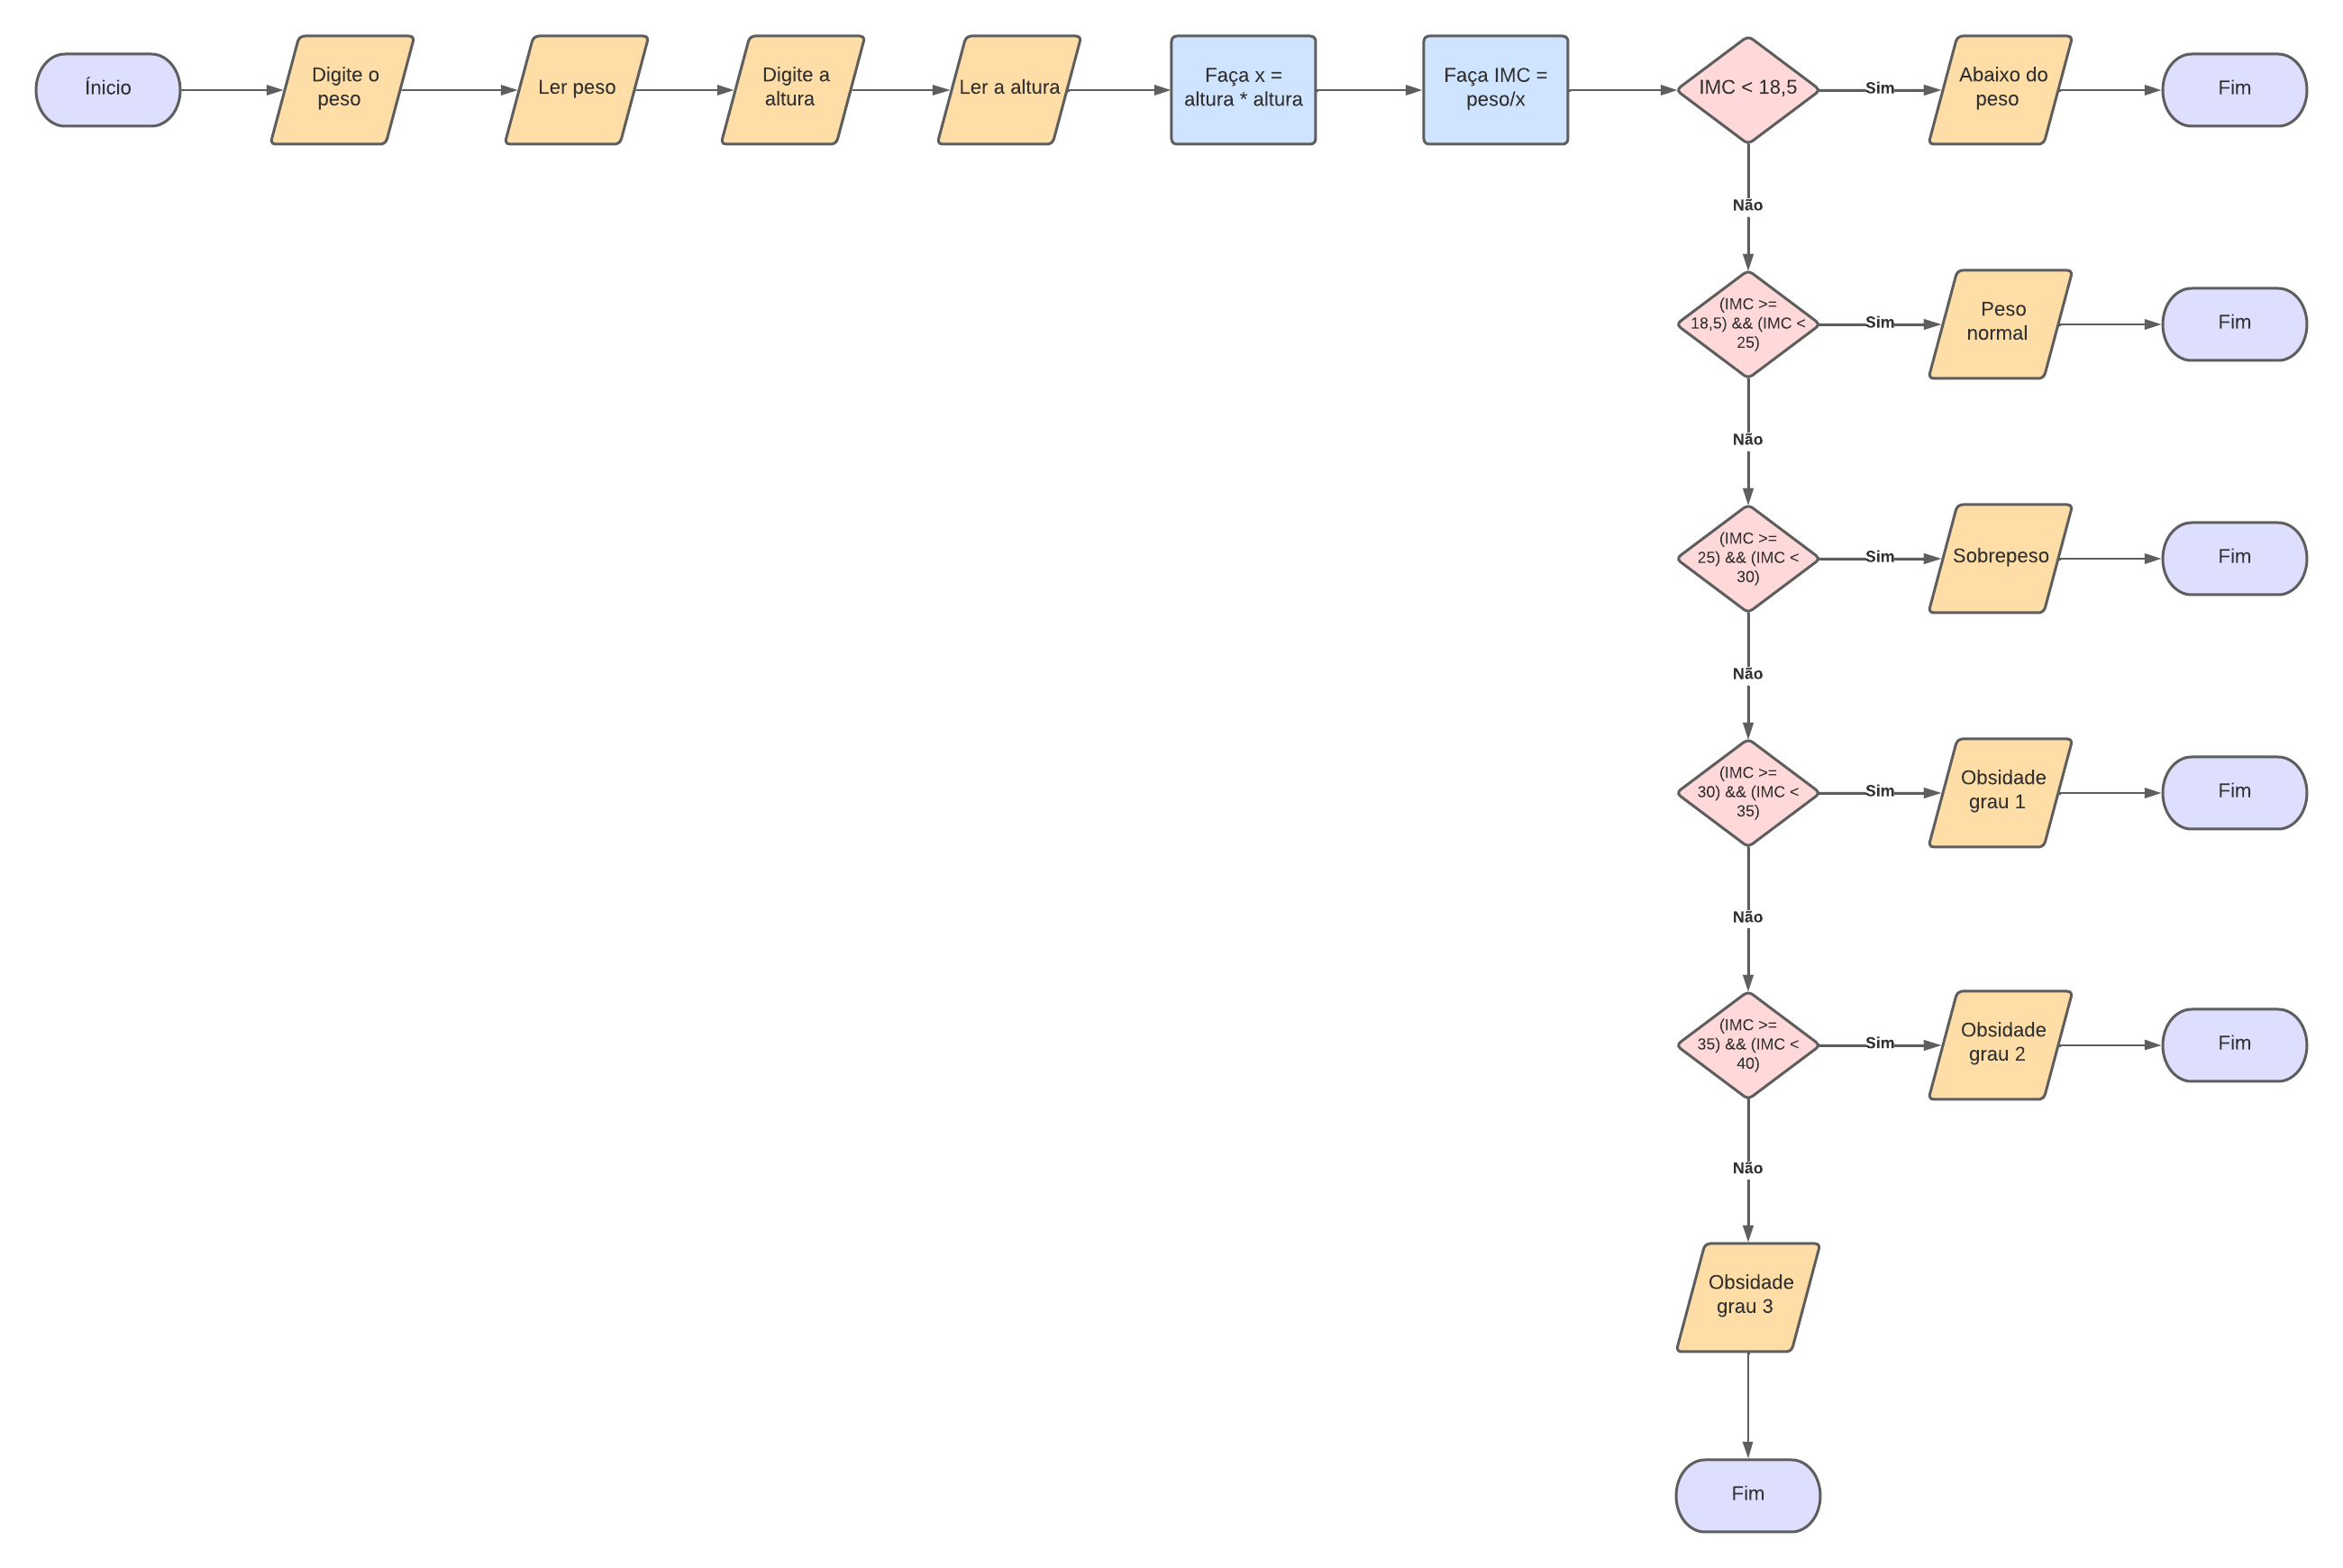 Ínicio
Digite o
peso
Ler peso
Digite a
altura
Ler a altura
Faça x =
altura * altura
Faça IMC =
peso/x
IMC < 18,5
Sim
Abaixo do
peso
Fim
Não
(IMC >=
18,5) && (IMC <
25)
Sim
Peso
normal
Fim
Não
(IMC >=
25) && (IMC <
30)
Sim
Sobrepeso
Fim
Não
(IMC >=
30) && (IMC <
35)
Sim
Obsidade
grau 1
Fim
Não
(IMC >=
35) && (IMC <
40)
Sim
Obsidade
grau 2
Fim
Não
Obsidade
grau 3
Fim